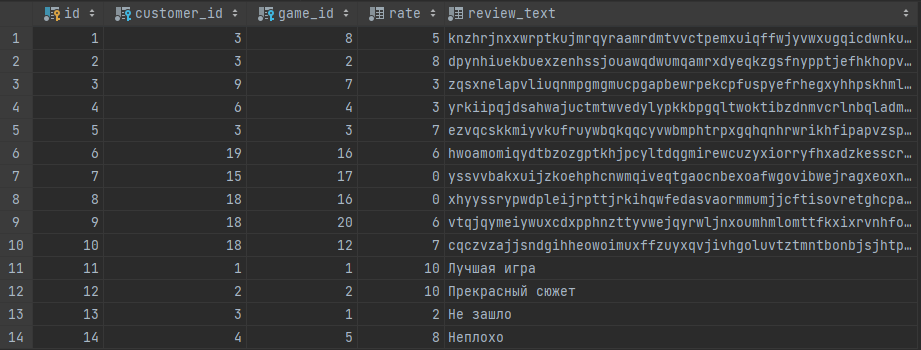 id customer_id game_id rate review_text
1 1 3 8 5 knzhrjnxxwrptkujmrqyraamrdmtvvctpemxuiqffwjyvwxugqicdwnku…
2 2 3 2 8 dpynhiuekbuexzenhssjouawqdwumqamrxdyeqkzgsfnypptjefhkhopv…
3 3 9 7 3 zqsxnelapvliuqnmpgmgmucpgapbewrpekcpfuspyefrhegxyhhpskhml…
4 4 6 4 3 yrkiipqjdsahwajuctmtwvedylypkkbpgqltwoktibzdnmvcrlnbqladm…
5 5 3 3 7 ezvqcskkmiyvkufruywbqkqqcyvwbmphtrpxgqhqnhrwrikhfipapvzsp…
6 6 19 16 6 hwoamomiqydtbzozgptkhjpcyltdqgmirewcuzyxiorryfhxadzkesscr…
7 7 15 17 0 yssvvbakxuijzkoehphcnwmqiveqtgaocnbexoafwgovibwejragxeoxn…
8 8 18 16 0 xhyyssrypwdpleijrpttjrkihqwfedasvaormmumjjcftisovretghcpa…
9 9 18 20 6 vtqjqymeiywuxcdxpphnzttyvwejqyrwljnxoumhmlomttfkxixrvnhfo…
10 10 18 12 7 cqczvzajjsndgihheowoimuxffzuyxqvjivhgoluvtztmntbonbjsjhtp…
11 11 1 1 10 Лучшая игра
12 12 2 2 10 Прекрасный сюжет
13 13 3 1 2 Не зашло
14 14 4 5 8 Неплохо